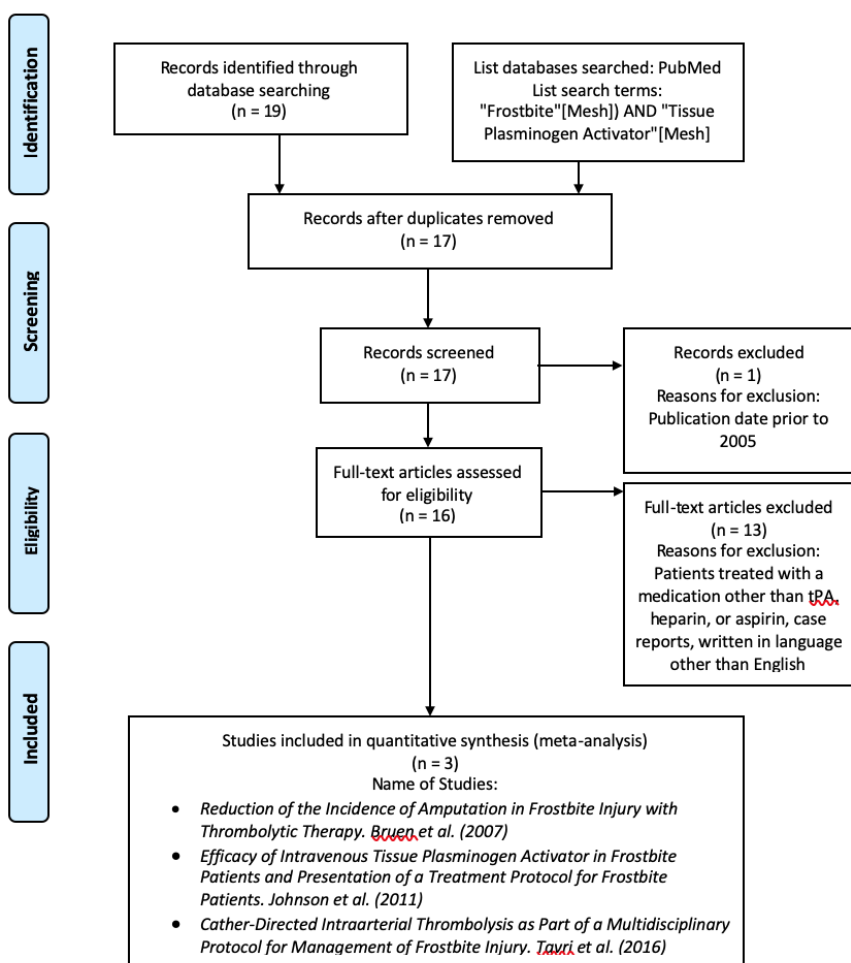 Identification
Records identified through
database searching
(n = 19)
List databases searched: PubMed
List search terms:
"Frostbite"[Mesh]) AND "Tissue
Plasminogen Activator"[Mesh]
Records after duplicates removed
(n = 17)
Screening
Records screened
(n = 17)
Records excluded
(n = 1)
Reasons for exclusion:
Publication date prior to
2005
Eligibility
Full-text articles assessed
for eligibility
(n = 16)
Full-text articles excluded
(n = 13)
Reasons for exclusion:
Patients treated with a
medication other than tPA,
heparin, or aspirin, case
reports, written in language
other than English
Included
Studies included in quantitative synthesis (meta-analysis)
(n = 3)
Name of Studies:
• Reduction of the Incidence of Amputation in Frostbite Injury with
Thrombolytic Therapy. Bruen et al. (2007)
• Efficacy of Intravenous Tissue Plasminogen Activator in Frostbite
Patients and Presentation of a Treatment Protocol for Frostbite
Patients. Johnson et al. (2011)
• Cather-Directed Intraarterial Thrombolysis as Part of a Multidisciplinary
Protocol for Management of Frostbite Injury. Tavri et al. (2016)